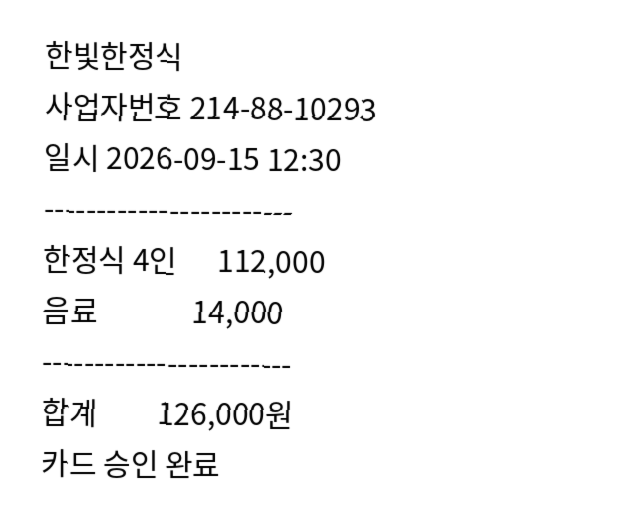 한빛한정식
사업자번호 214-88-10293
일시 2026-09-15 12:30
------------------------
한정식 4인 112,000
음료 14,000
------------------------
합계 126,000원
카드 승인 완료